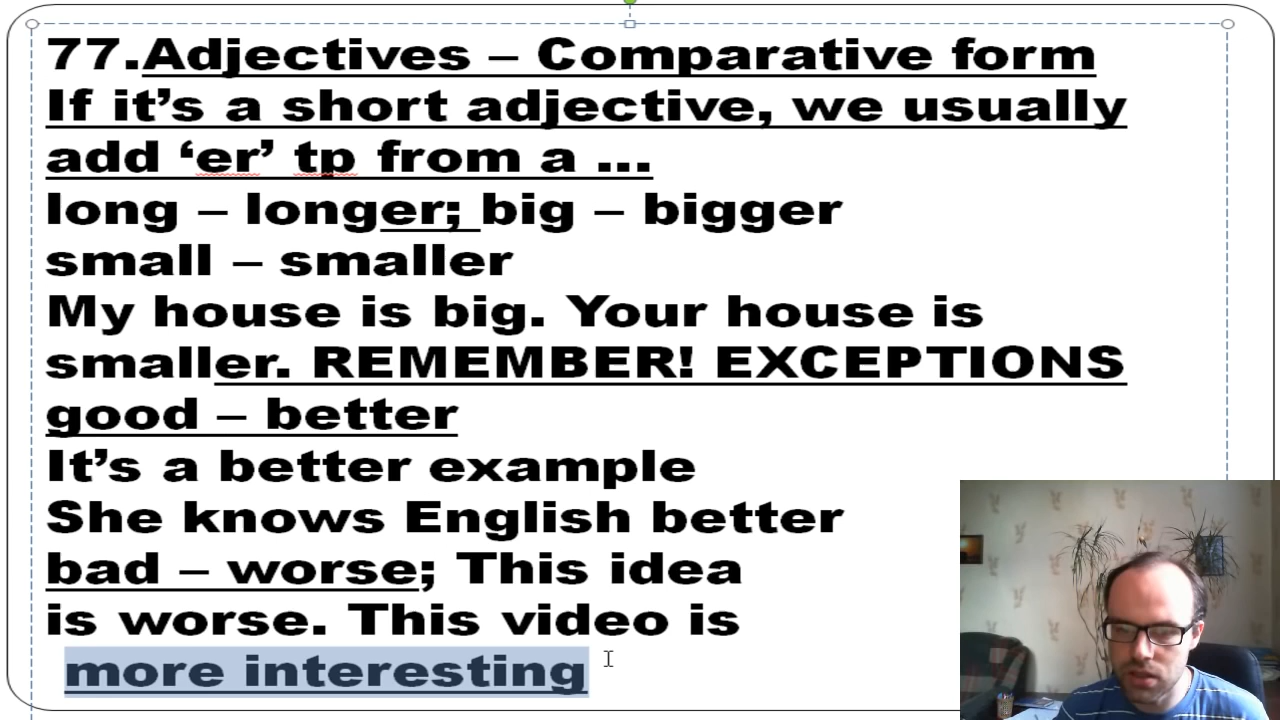 77.Adjectives – Comparative form
If it’s a short adjective, we usually
add ‘er’ tp from a ...
long – longer; big – bigger
small – smaller
My house is big. Your house is
smaller. REMEMBER! EXCEPTIONS
good – better
It’s a better example
She knows English better
bad – worse; This idea
is worse. This video is
more interesting